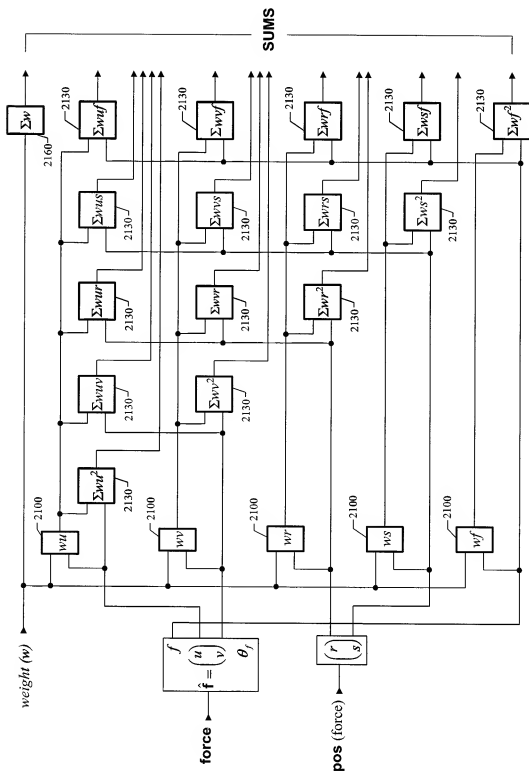 SUMS
weight (w)
Σw
2160
2100
wu
Σwu²
2130
Σwuv
2130
Σwur
2130
Σwus
2130
Σwuf
2130
force
f
f̂ = (u v)
θf
2100
wv
Σwv²
2130
Σwvr
2130
Σwvs
2130
Σwvf
2130
pos (force)
(r s)
2100
wr
Σwr²
2130
Σwrs
2130
Σwrf
2130
2100
ws
Σws²
2130
Σwsf
2130
2100
wf
Σwf²
2130